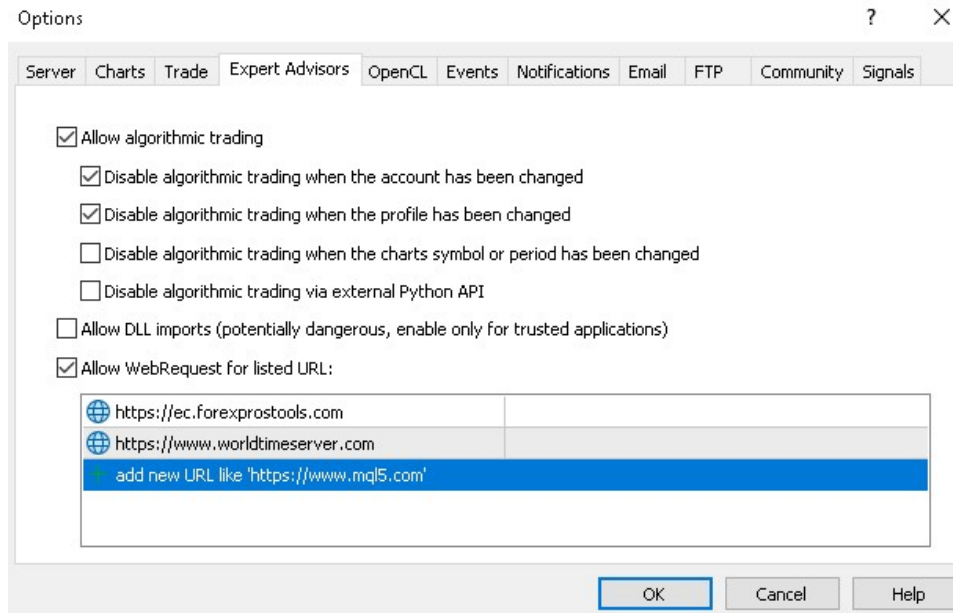 Options
Server Charts Trade Expert Advisors OpenCL Events Notifications Email FTP Community Signals
Allow algorithmic trading
Disable algorithmic trading when the account has been changed
Disable algorithmic trading when the profile has been changed
Disable algorithmic trading when the charts symbol or period has been changed
Disable algorithmic trading via external Python API
Allow DLL imports (potentially dangerous, enable only for trusted applications)
Allow WebRequest for listed URL:
https://ec.forexprostools.com
https://www.worldtimeserver.com
add new URL like 'https://www.mql5.com'
OK Cancel Help